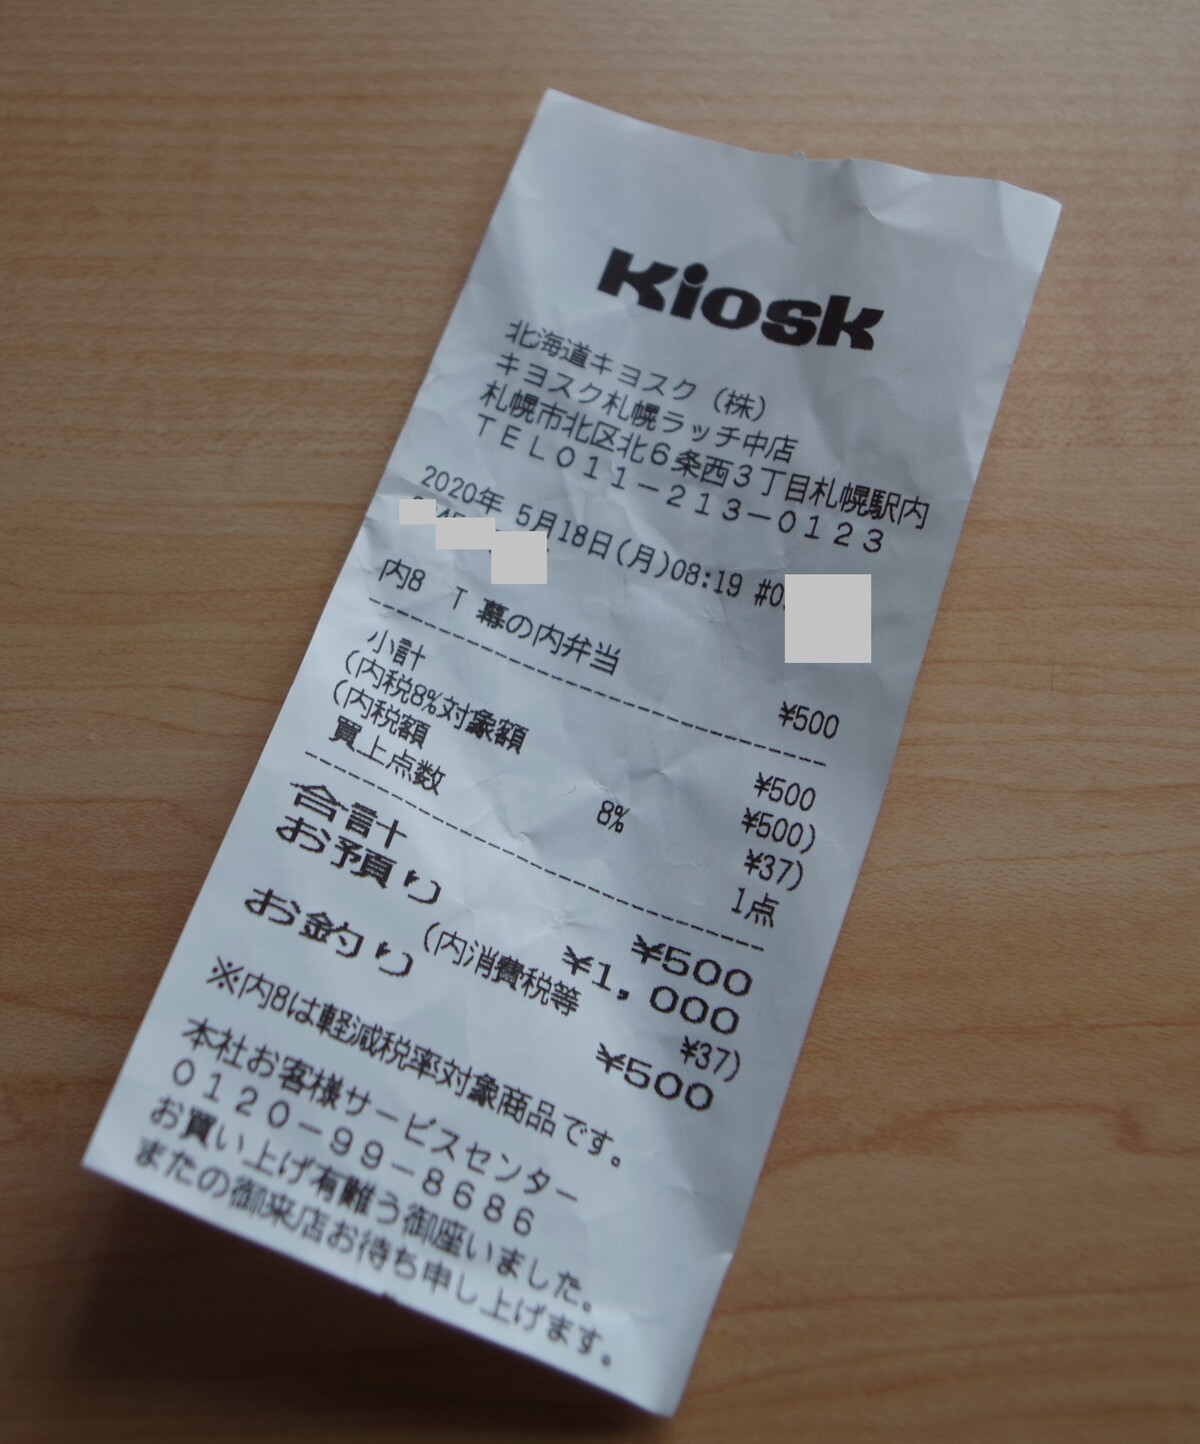 Kiosk
北海道キヨスク（株）
キヨスク札幌ラッチ中店
札幌市北区北６条西３丁目札幌駅内
ＴＥＬ０１１－２１３－０１２３
2020年 5月18日(月)08:19 #0
内8 T 幕の内弁当 ¥500
小計 ¥500
(内税8%対象額 ¥500)
(内税額 8% ¥37)
買上点数 1点
合計 ¥500
お預り ¥1,000
(内消費税等 ¥37)
お釣り ¥500
※内8は軽減税率対象商品です。
本社お客様サービスセンター
０１２０－９９－８６８６
お買い上げ有難う御座いました。
またの御来店お待ち申し上げます。